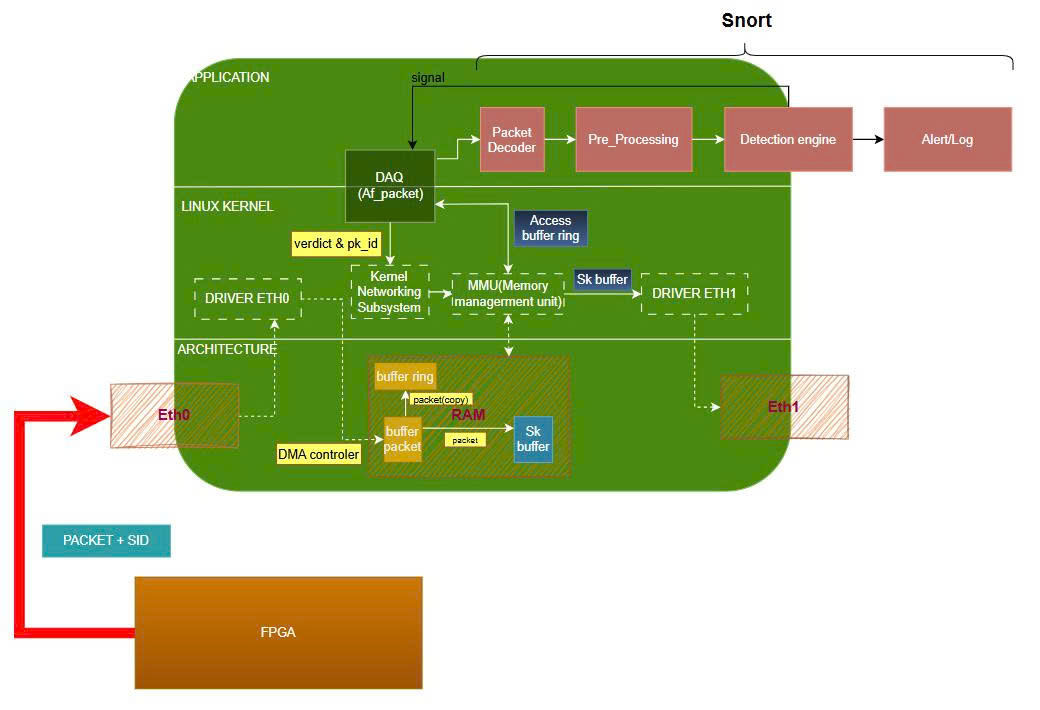 Snort
APPLICATION
signal
Packet
Decoder
Pre_Processing
Detection engine
Alert/Log
DAQ
(Af_packet)
LINUX KERNEL
Access
buffer ring
verdict & pk_id
Kernel
Networking
Subsystem
MMU(Memory
managerment unit)
Sk buffer
DRIVER ETH0
DRIVER ETH1
ARCHITECTURE
buffer ring
packet(copy)
RAM
buffer
packet
packet
Sk
buffer
Eth0
Eth1
DMA controler
PACKET + SID
FPGA